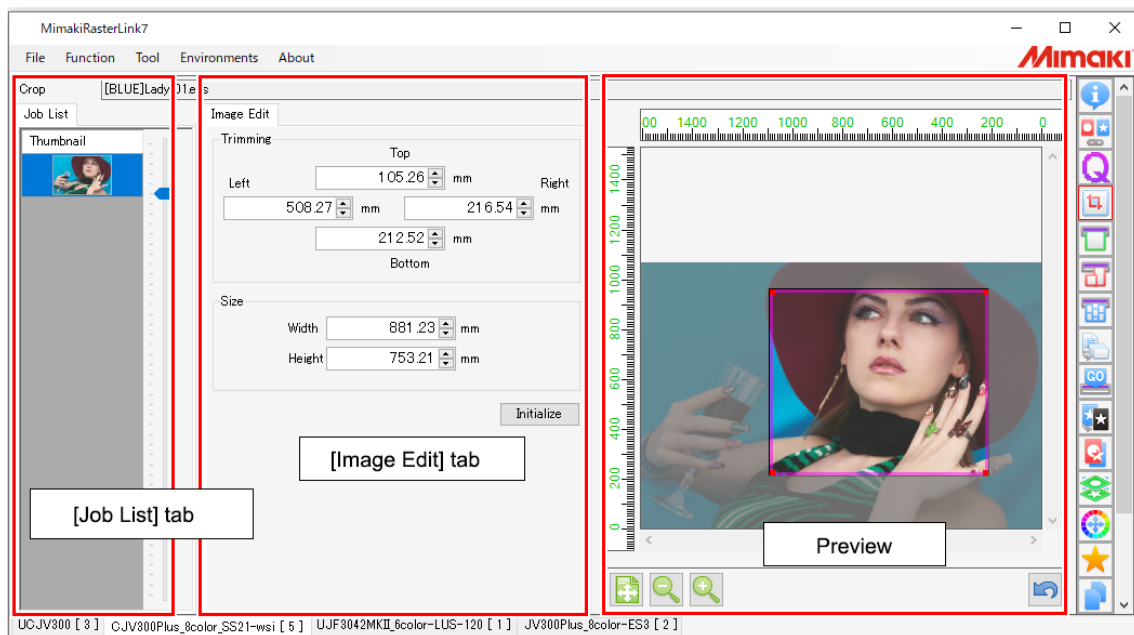 MimakiRasterLink7
File Function Tool Environments About
Mimaki
Crop [BLUE]Lady_01.eps
Job List
Thumbnail
Image Edit
Trimming
Top
105.26 mm
Left Right
508.27 mm 216.54 mm
212.52 mm
Bottom
Size
Width 881.23 mm
Height 753.21 mm
Initialize
[Image Edit] tab
[Job List] tab
00 1400 1200 1000 800 600 400 200 0
1400
1200
1000
800
600
400
200
0
Preview
i
Q
GO
UCJV300 [ 3 ] CJV300Plus_8color_SS21-wsi [ 5 ] UJF3042MKII_6color-LUS-120 [ 1 ] JV300Plus_8color-ES3 [ 2 ]